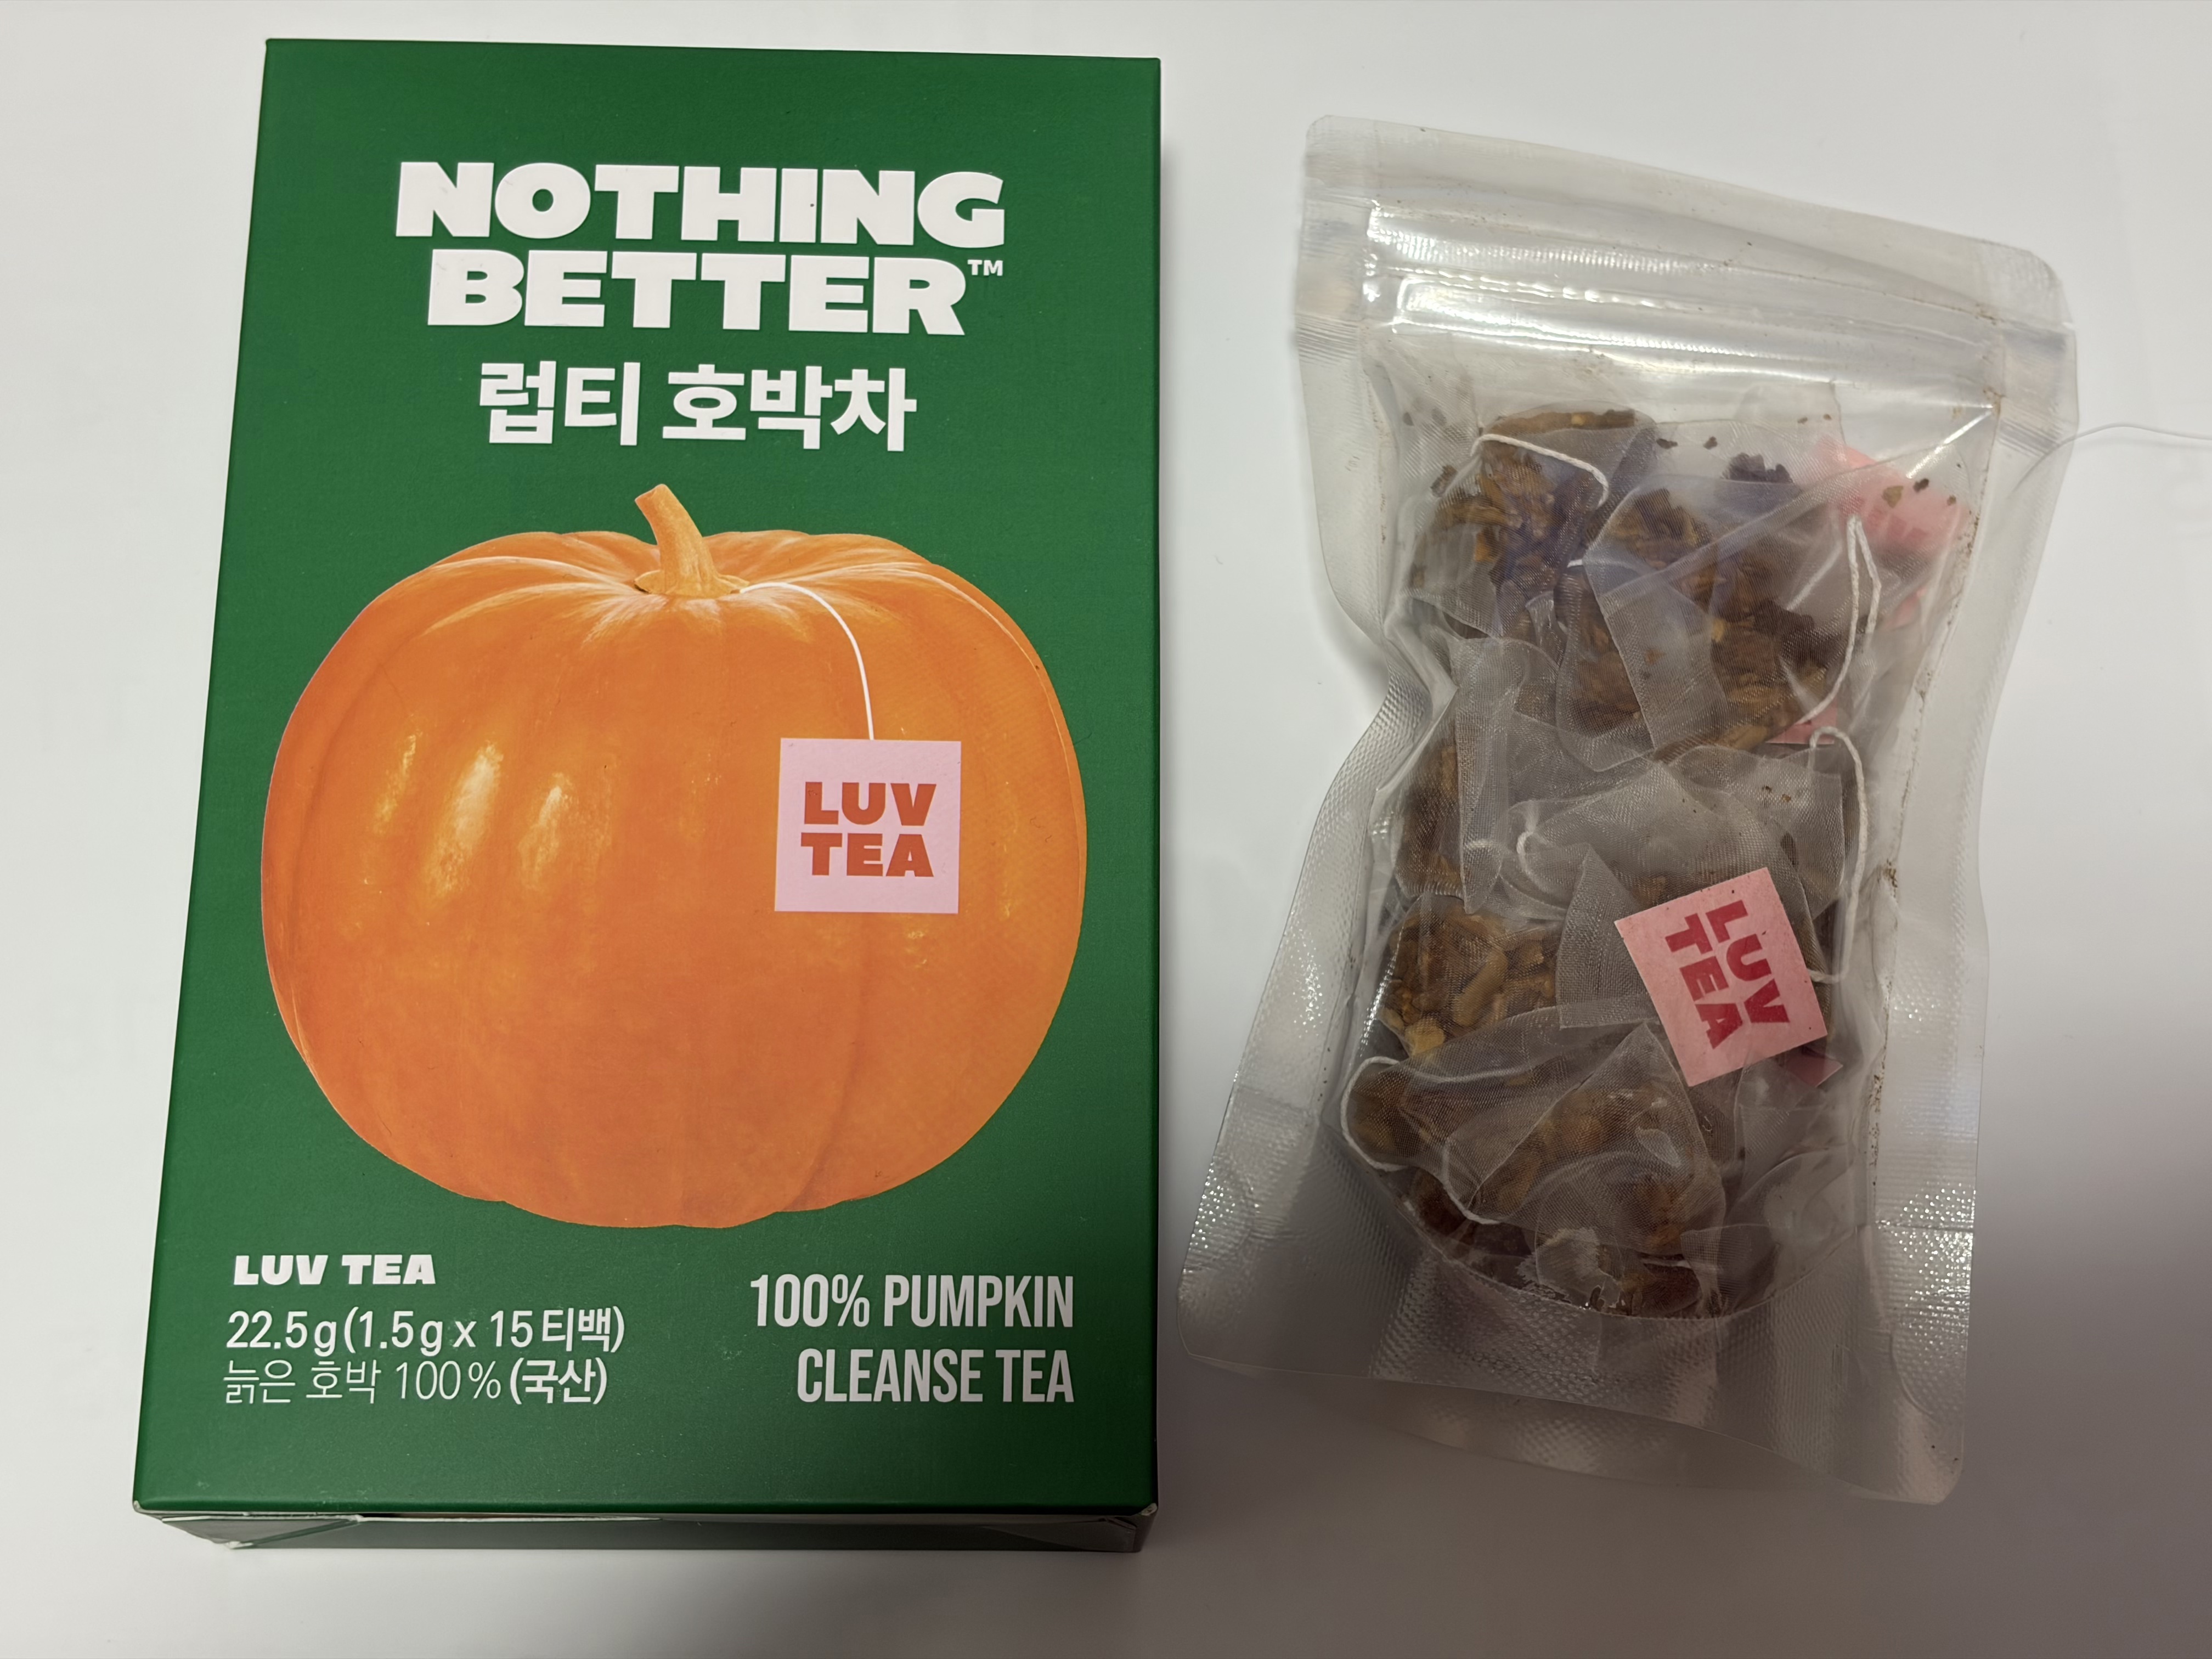 NOTHING
BETTER™
럽티 호박차
LUV
TEA
LUV TEA
22.5g(1.5g x 15티백)
늙은 호박 100%(국산)
100% PUMPKIN
CLEANSE TEA
LUV
TEA